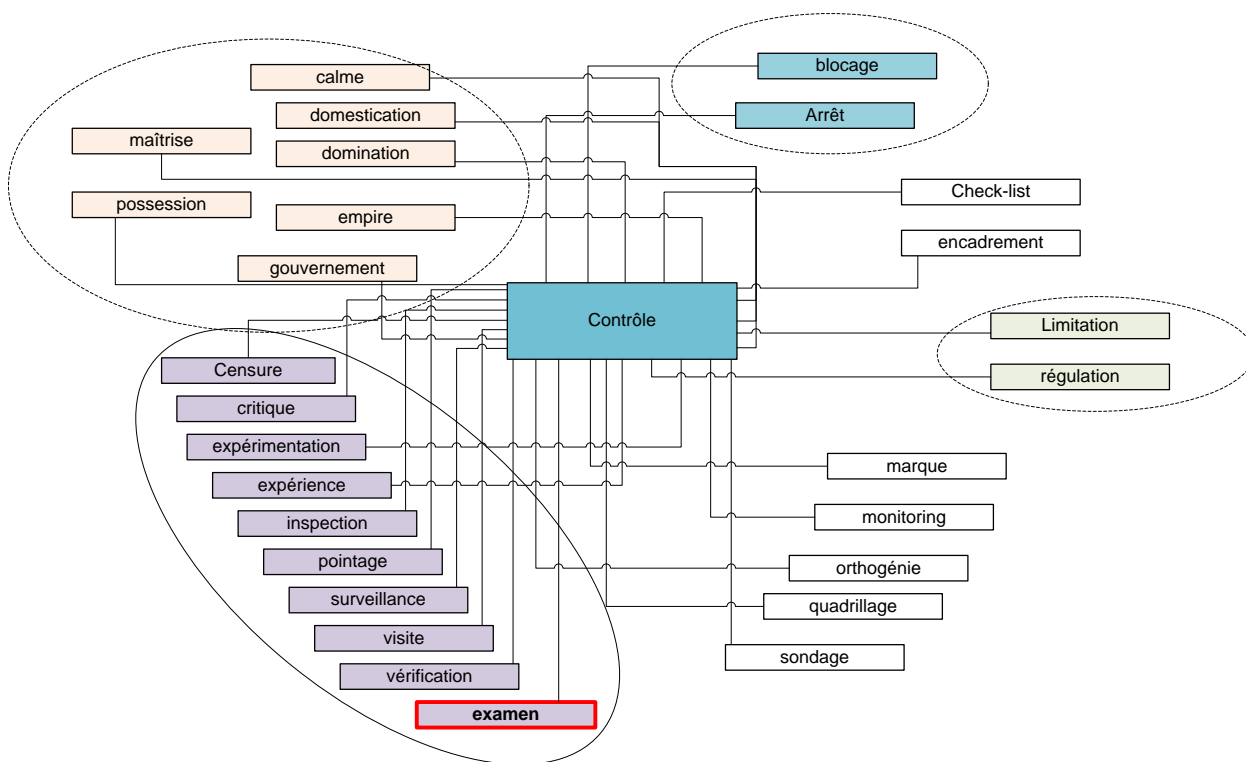 calme
blocage
domestication
Arrêt
maîtrise
domination
Check-list
possession
empire
encadrement
gouvernement
Contrôle
Limitation
Censure
régulation
critique
expérimentation
marque
expérience
inspection
monitoring
pointage
orthogénie
surveillance
quadrillage
visite
sondage
vérification
examen